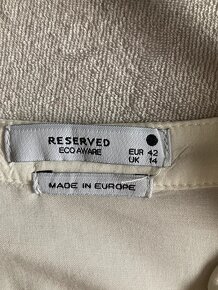 RESERVED
ECO AWARE
EUR 42
UK 14
MADE IN EUROPE